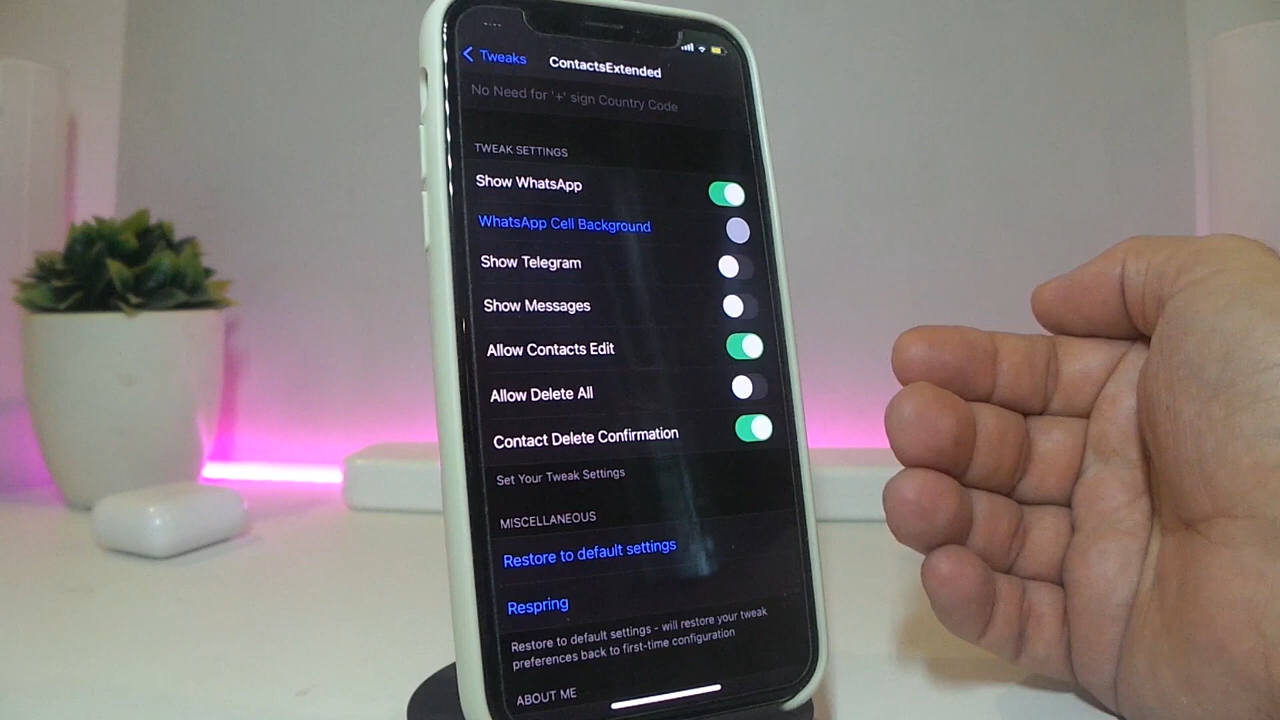 Tweaks
ContactsExtended
No Need for '+' sign Country Code
TWEAK SETTINGS
Show WhatsApp
WhatsApp Cell Background
Show Telegram
Show Messages
Allow Contacts Edit
Allow Delete All
Contact Delete Confirmation
Set Your Tweak Settings
MISCELLANEOUS
Restore to default settings
Respring
Restore to default settings - will restore your tweak
preferences back to first-time configuration
ABOUT ME